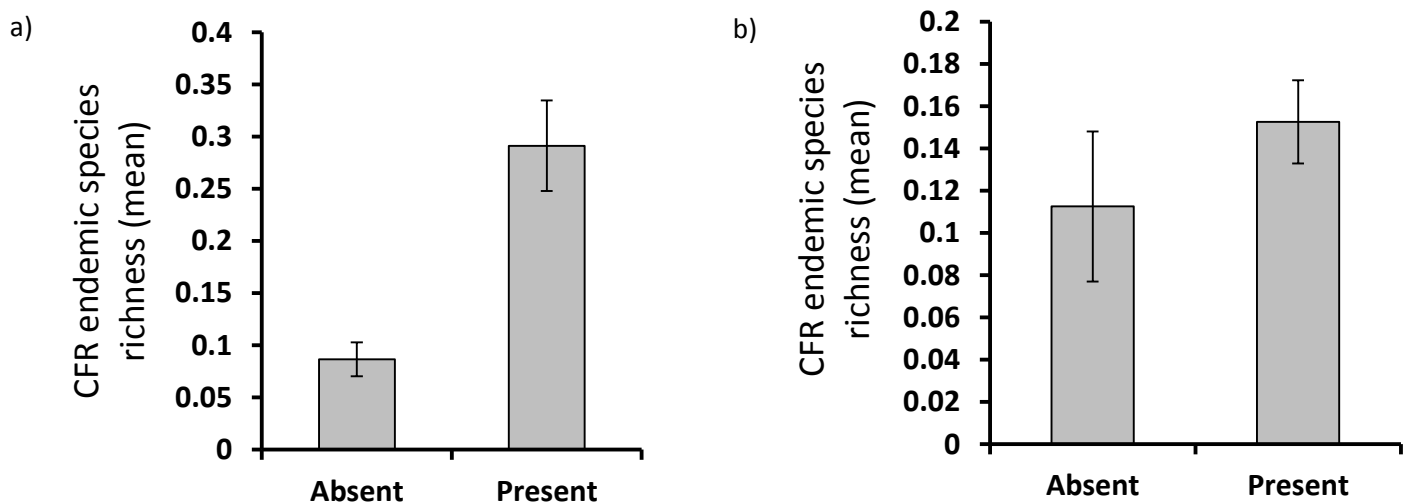 a)
CFR endemic species
richness (mean)
0.4
0.35
0.3
0.25
0.2
0.15
0.1
0.05
0
Absent Present
b)
CFR endemic species
richness (mean)
0.2
0.18
0.16
0.14
0.12
0.1
0.08
0.06
0.04
0.02
0
Absent Present